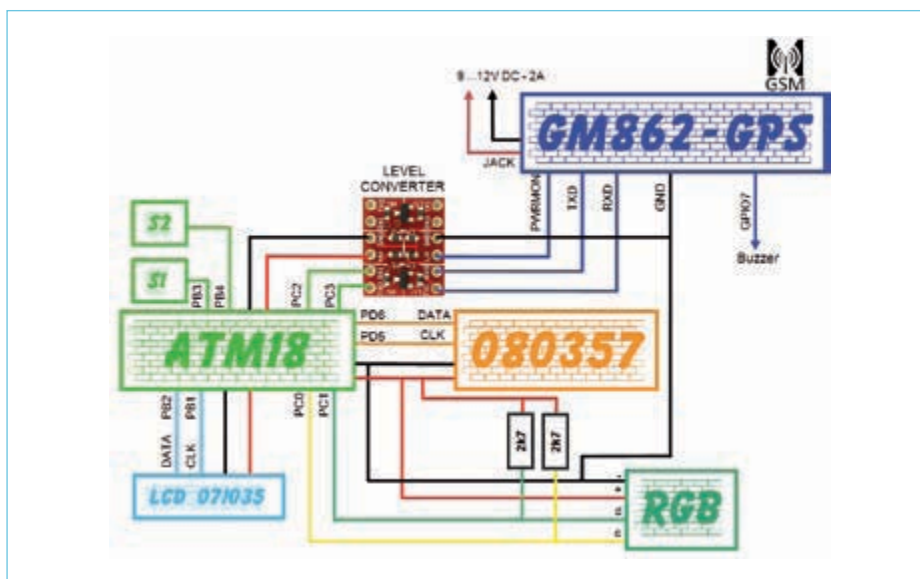 9...12V DC - 2A
GSM
GM862-GPS
JACK
LEVEL
CONVERTER
PWRMON
TXD
RXD
GND
GPIO7
Buzzer
S2
S1
PB3
PB4
PC2
PC3
ATM18
PD6
DATA
PD5
CLK
080357
PB2
PB1
PC0
PC1
DATA
CLK
2k7
2k7
LCD 071035
RGB